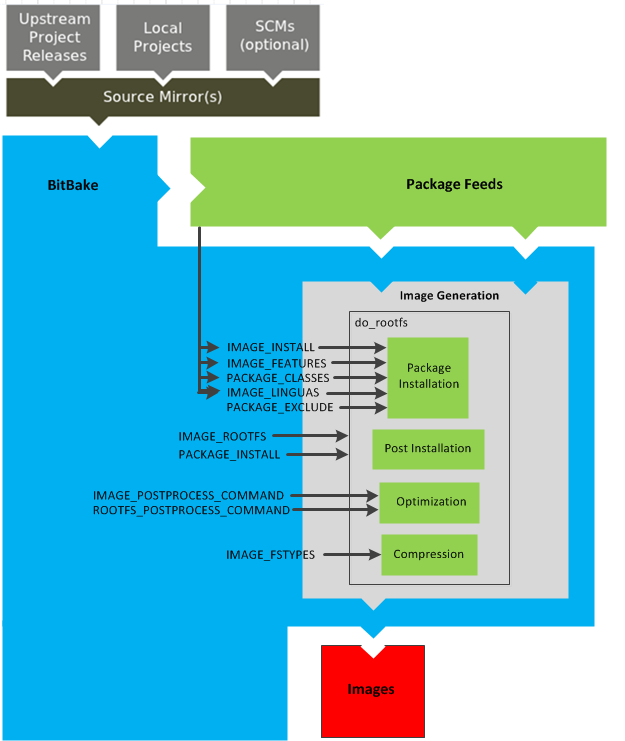 Upstream
Project
Releases
Local
Projects
SCMs
(optional)
Source Mirror(s)
BitBake
Package Feeds
Image Generation
do_rootfs
IMAGE_INSTALL
IMAGE_FEATURES
PACKAGE_CLASSES
IMAGE_LINGUAS
PACKAGE_EXCLUDE
Package
Installation
IMAGE_ROOTFS
PACKAGE_INSTALL
Post Installation
IMAGE_POSTPROCESS_COMMAND
ROOTFS_POSTPROCESS_COMMAND
Optimization
IMAGE_FSTYPES
Compression
Images